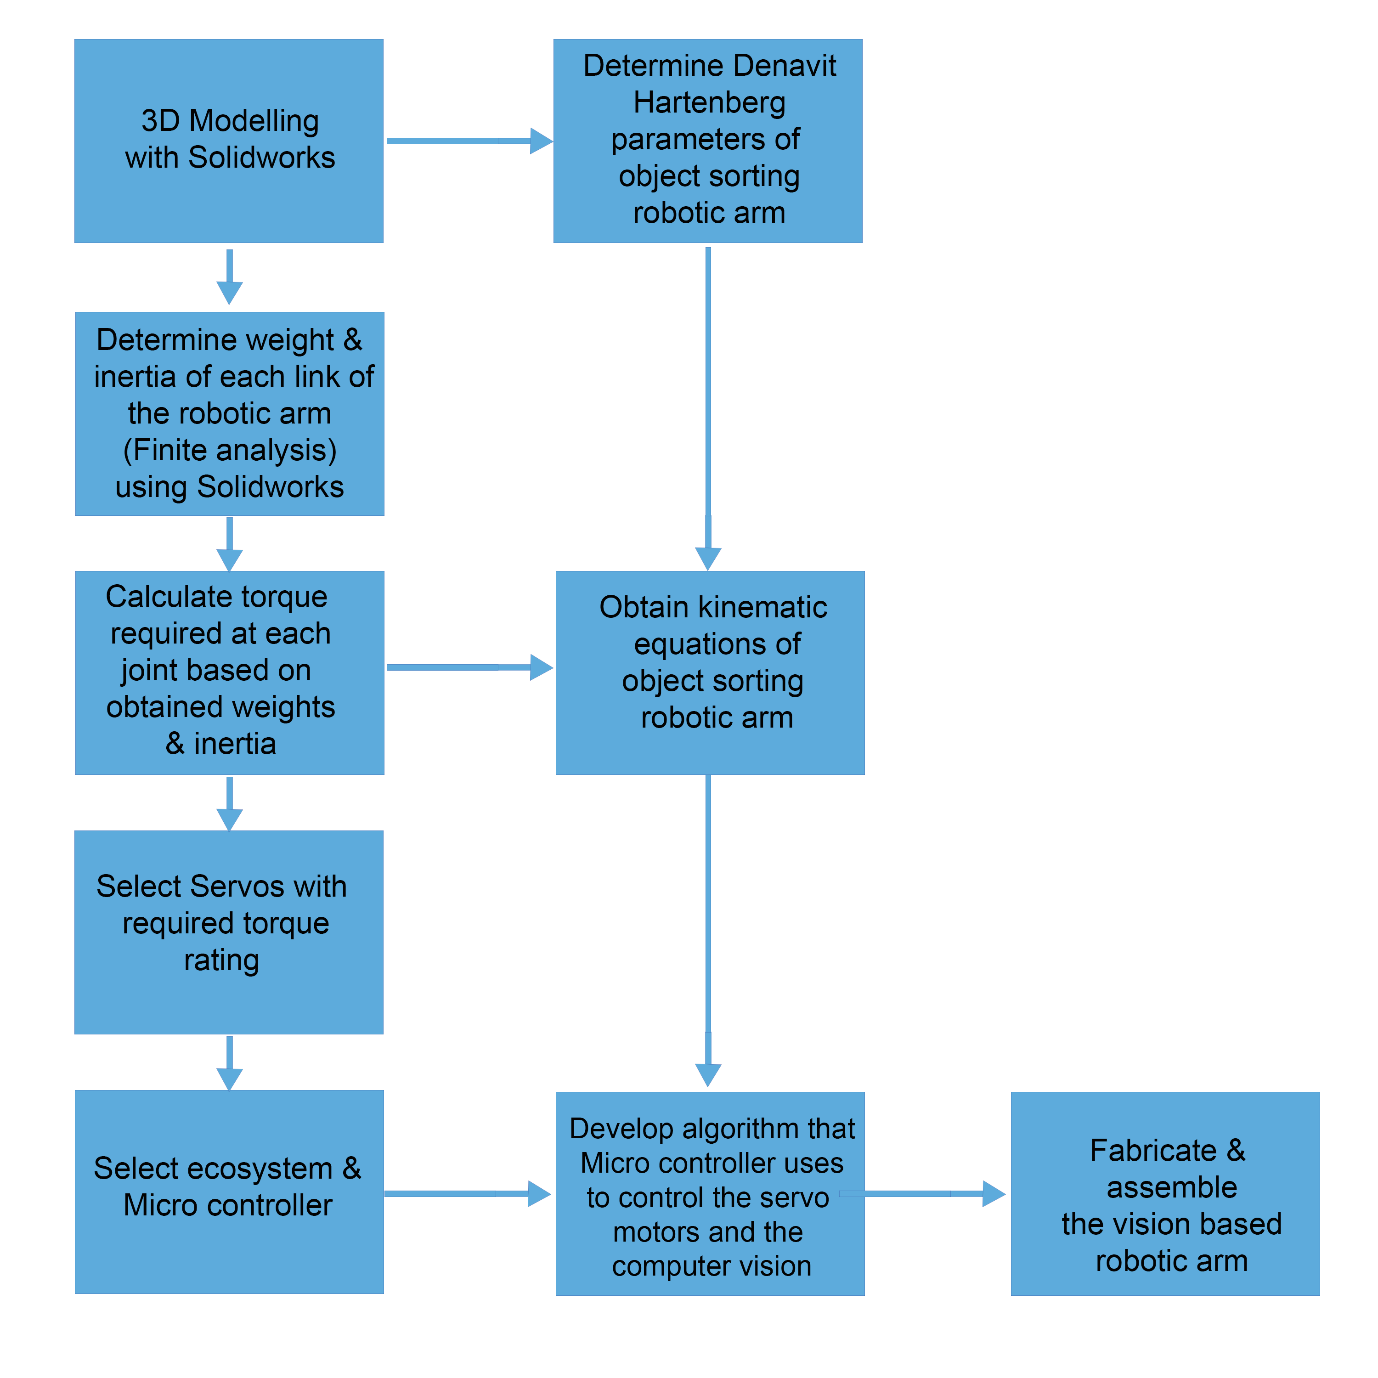 3D Modelling
with Solidworks
Determine Denavit
Hartenberg
parameters of
object sorting
robotic arm
Determine weight &
inertia of each link of
the robotic arm
(Finite analysis)
using Solidworks
Calculate torque
required at each
joint based on
obtained weights
& inertia
Obtain kinematic
equations of
object sorting
robotic arm
Select Servos with
required torque
rating
Select ecosystem &
Micro controller
Develop algorithm that
Micro controller uses
to control the servo
motors and the
computer vision
Fabricate &
assemble
the vision based
robotic arm